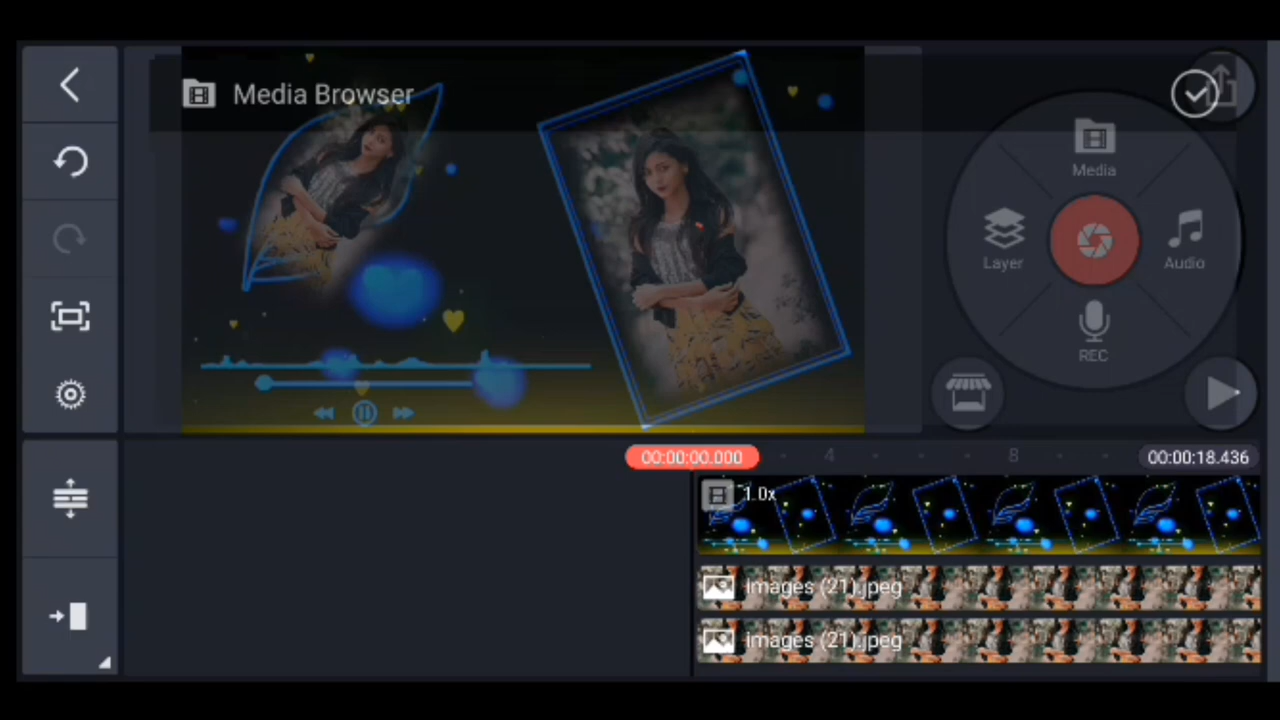 Media Browser
Media
Layer
Audio
REC
00:00:00.000
4
8
00:00:18.436
1.0x
images (21).jpeg
images (21).jpeg